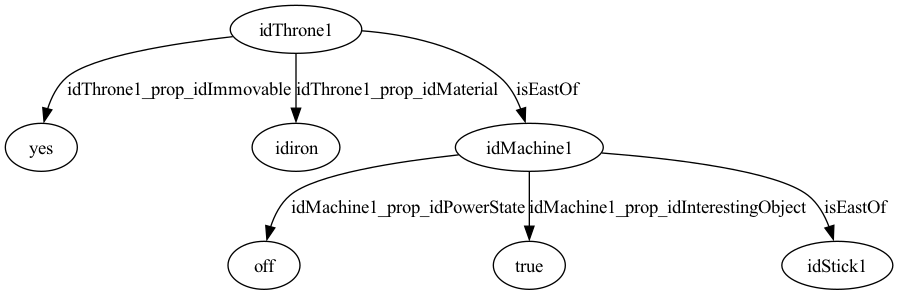 idThrone1
idThrone1_prop_idImmovable idThrone1_prop_idMaterial isEastOf
yes idiron idMachine1
idMachine1_prop_idPowerState idMachine1_prop_idInterestingObject isEastOf
off true idStick1